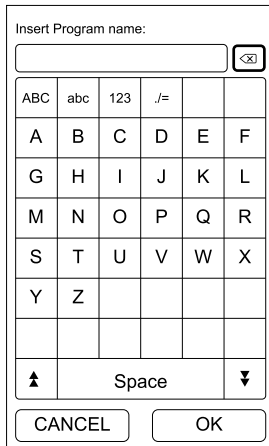 Insert Program name:
ABC abc 123 ./=
A B C D E F
G H I J K L
M N O P Q R
S T U V W X
Y Z
Space
CANCEL OK